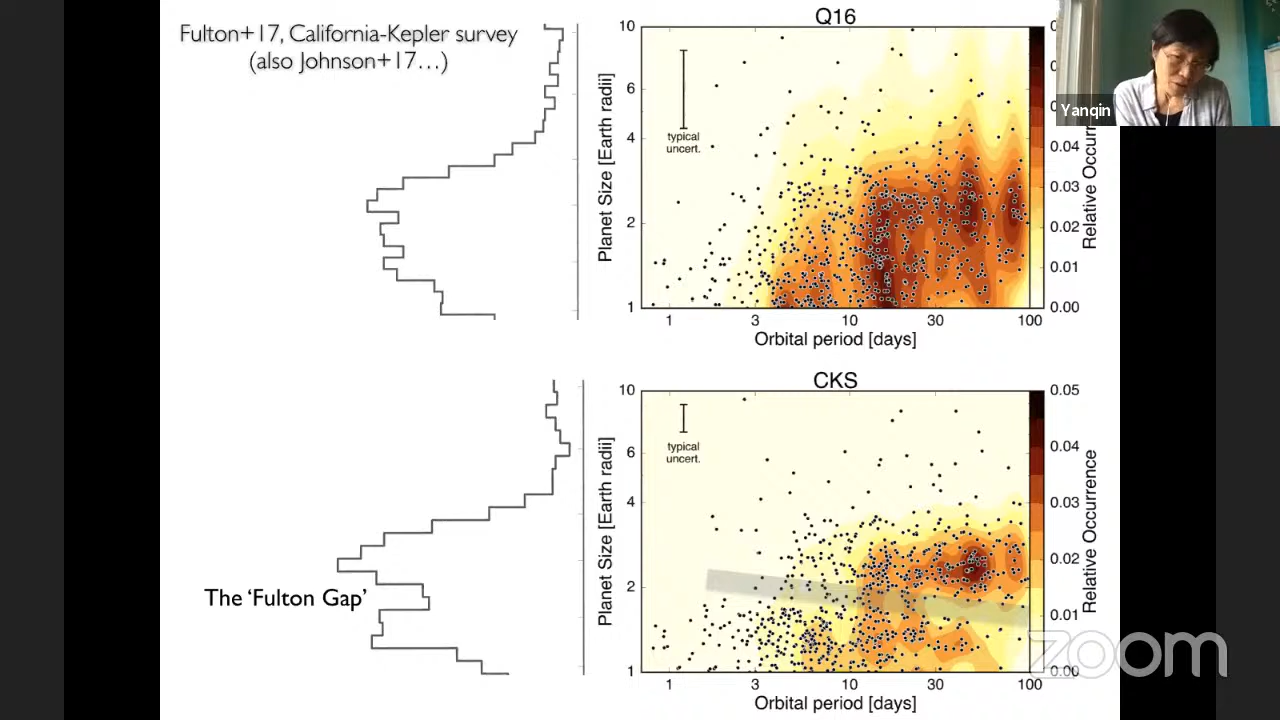 Fulton+17, California-Kepler survey
(also Johnson+17…)
Q16
10
6
4
2
1
Planet Size [Earth radii]
typical
uncert.
1
3
10
30
100
Orbital period [days]
0.04
0.03
0.02
0.01
0.00
Relative Occurr
Yanqin
The ‘Fulton Gap’
CKS
10
6
4
2
1
Planet Size [Earth radii]
typical
uncert.
1
3
10
30
100
Orbital period [days]
0.05
0.04
0.03
0.02
0.01
0.00
Relative Occurrence
zoom